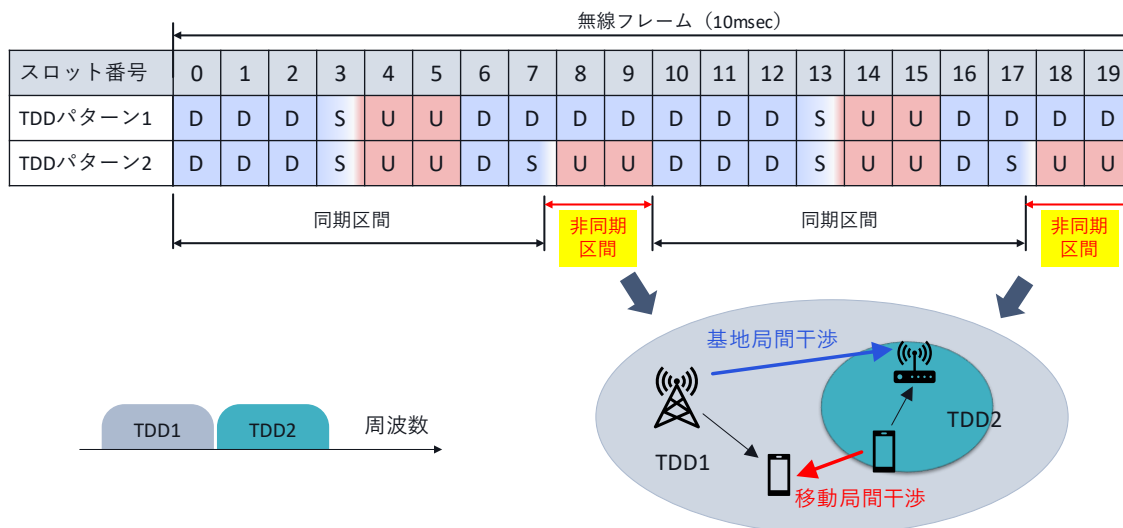 無線フレーム（10msec）
スロット番号 0 1 2 3 4 5 6 7 8 9 10 11 12 13 14 15 16 17 18 19
TDDパターン1 D D D S U U D D D D D D D S U U D D D D
TDDパターン2 D D D S U U D S U U D D D S U U D S U U
同期区間 非同期 同期区間 非同期
区間 区間
基地局間干渉
TDD1 TDD2 周波数
TDD2
TDD1
移動局間干渉